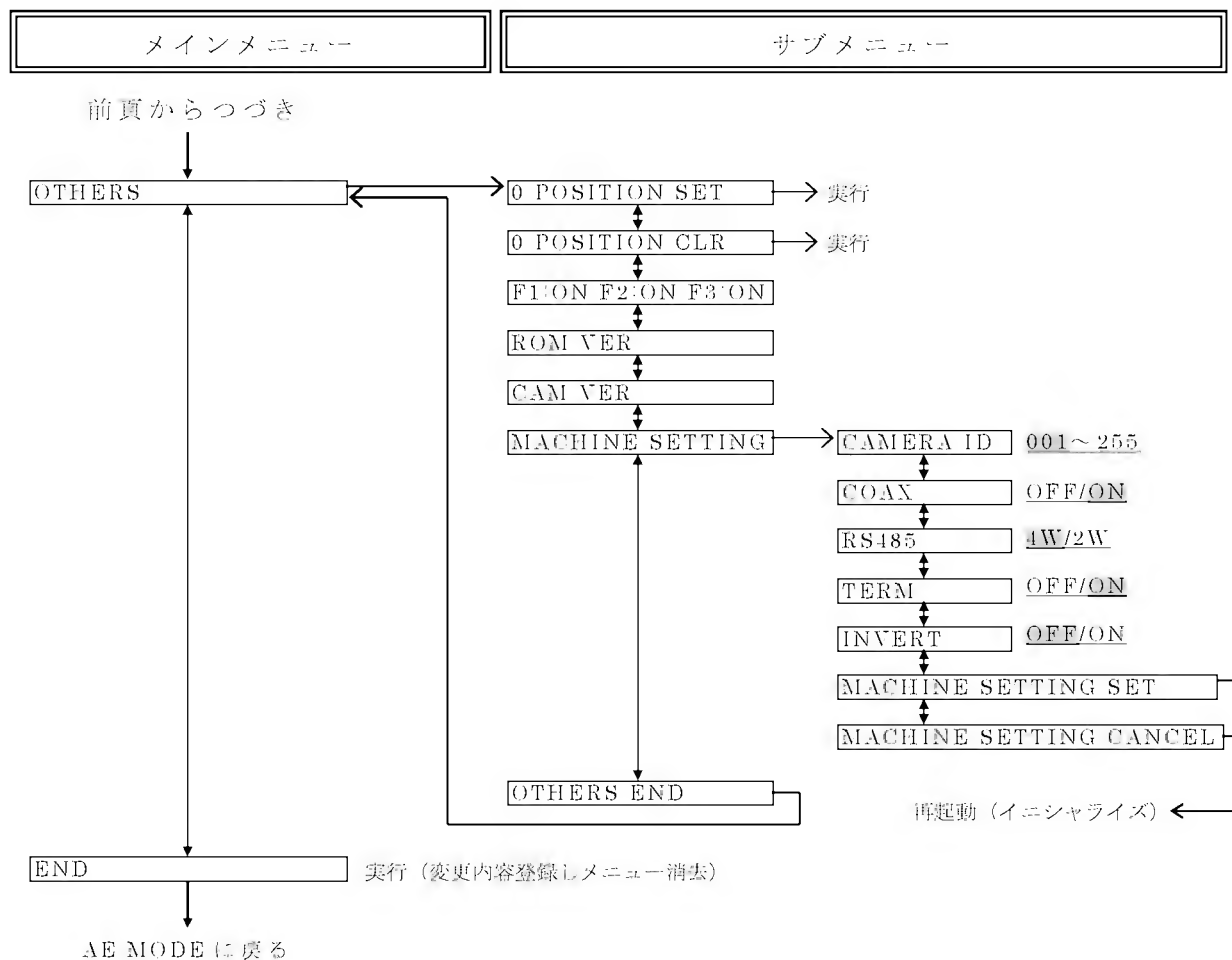 メインメニュー
サブメニュー
前頁からつづき
OTHERS
0 POSITION SET
実行
0 POSITION CLR
実行
F1:ON F2:ON F3:ON
ROM VER
CAM VER
MACHINE SETTING
CAMERA ID 001～255
COAX OFF/ON
RS485 4W/2W
TERM OFF/ON
INVERT OFF/ON
MACHINE SETTING SET
MACHINE SETTING CANCEL
OTHERS END
再起動（イニシャライズ）
END
実行（変更内容登録しメニュー消去）
AE MODE に戻る